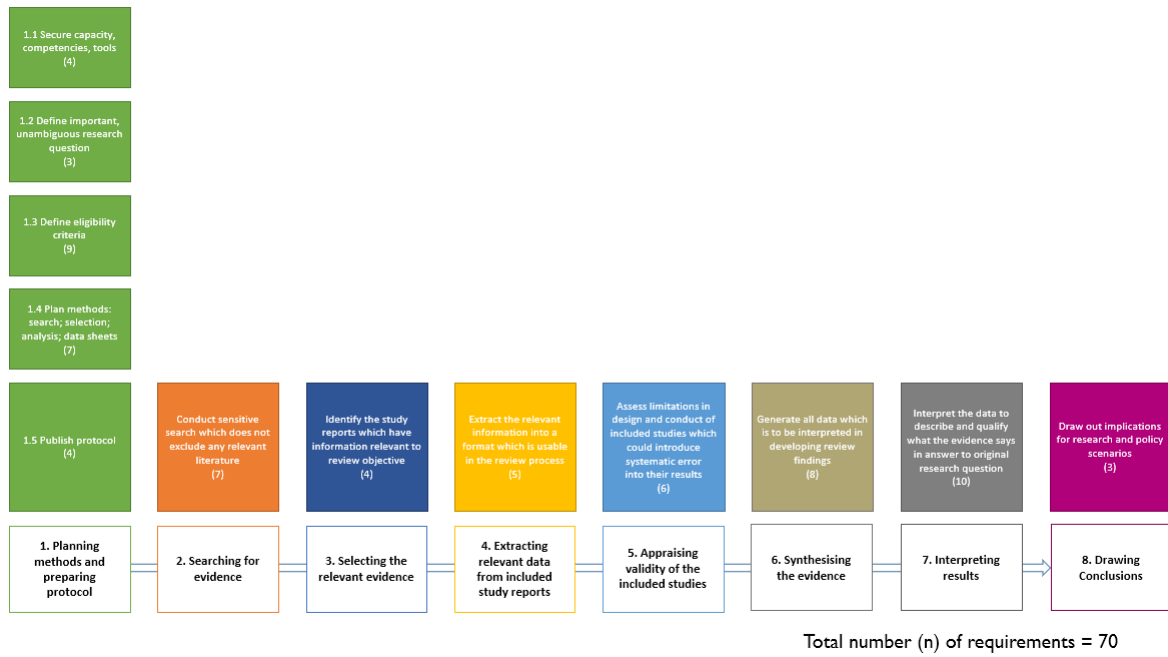 1.1 Secure capacity,
competencies, tools
(4)
1.2 Define important,
unambiguous research
question
(3)
1.3 Define eligibility
criteria
(9)
1.4 Plan methods:
search; selection;
analysis; data sheets
(7)
1.5 Publish protocol
(4)
Conduct sensitive
search which does not
exclude any relevant
literature
(7)
Identify the study
reports which have
information relevant to
review objective
(4)
Extract the relevant
information into a
format which is usable
in the review process
(5)
Assess limitations in
design and conduct of
included studies which
could introduce
systematic error
into their results
(6)
Generate all data which
is to be interpreted in
developing review
findings
(8)
Interpret the data to
describe and qualify
what the evidence says
in answer to original
research question
(10)
Draw out implications
for research and policy
scenarios
(3)
1. Planning
methods and
preparing
protocol
2. Searching for
evidence
3. Selecting the
relevant evidence
4. Extracting
relevant data
from included
study reports
5. Appraising
validity of the
included studies
6. Synthesising
the evidence
7. Interpreting
results
8. Drawing
Conclusions
Total number (n) of requirements = 70